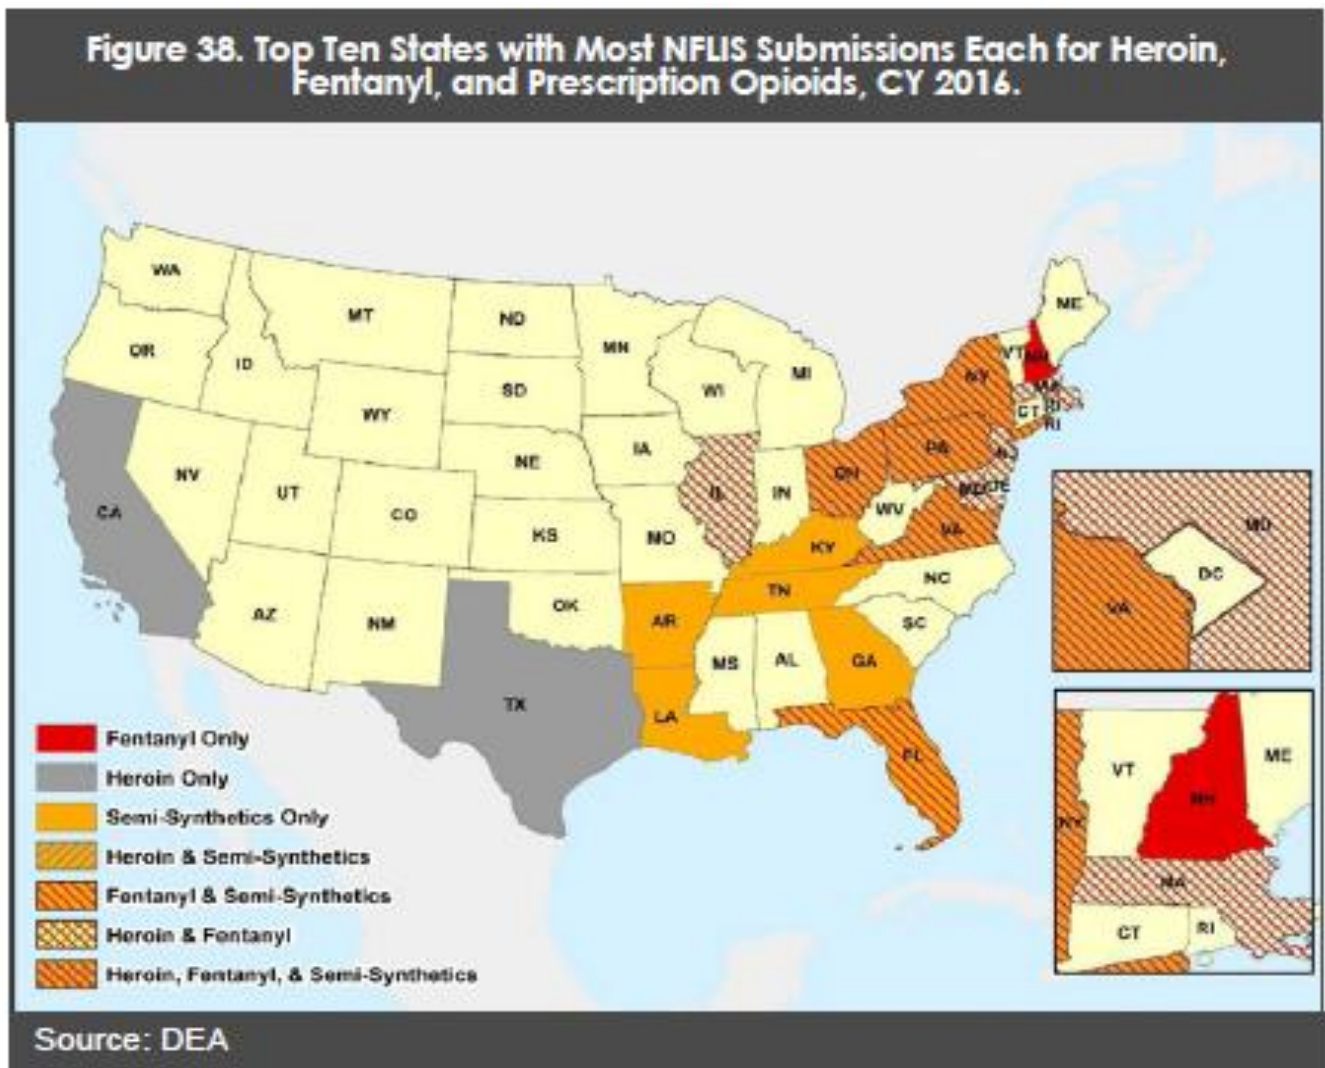 Figure 38. Top Ten States with Most NFLIS Submissions Each for Heroin,
Fentanyl, and Prescription Opioids, CY 2016.
WA
MT
ND
MN
ME
VT
NH
OR
ID
SD
WI
MI
NY
MA
WY
CT
RI
RI
IA
NE
PA
NJ
NV
UT
CO
IL
IN
OH
MD
DE
CA
KS
MO
WV
VA
KY
AZ
NM
OK
AR
TN
NC
SC
MS
AL
GA
TX
LA
FL
MD
DC
VA
VT
ME
NH
NY
MA
CT
RI
Fentanyl Only
Heroin Only
Semi-Synthetics Only
Heroin & Semi-Synthetics
Fentanyl & Semi-Synthetics
Heroin & Fentanyl
Heroin, Fentanyl, & Semi-Synthetics
Source: DEA